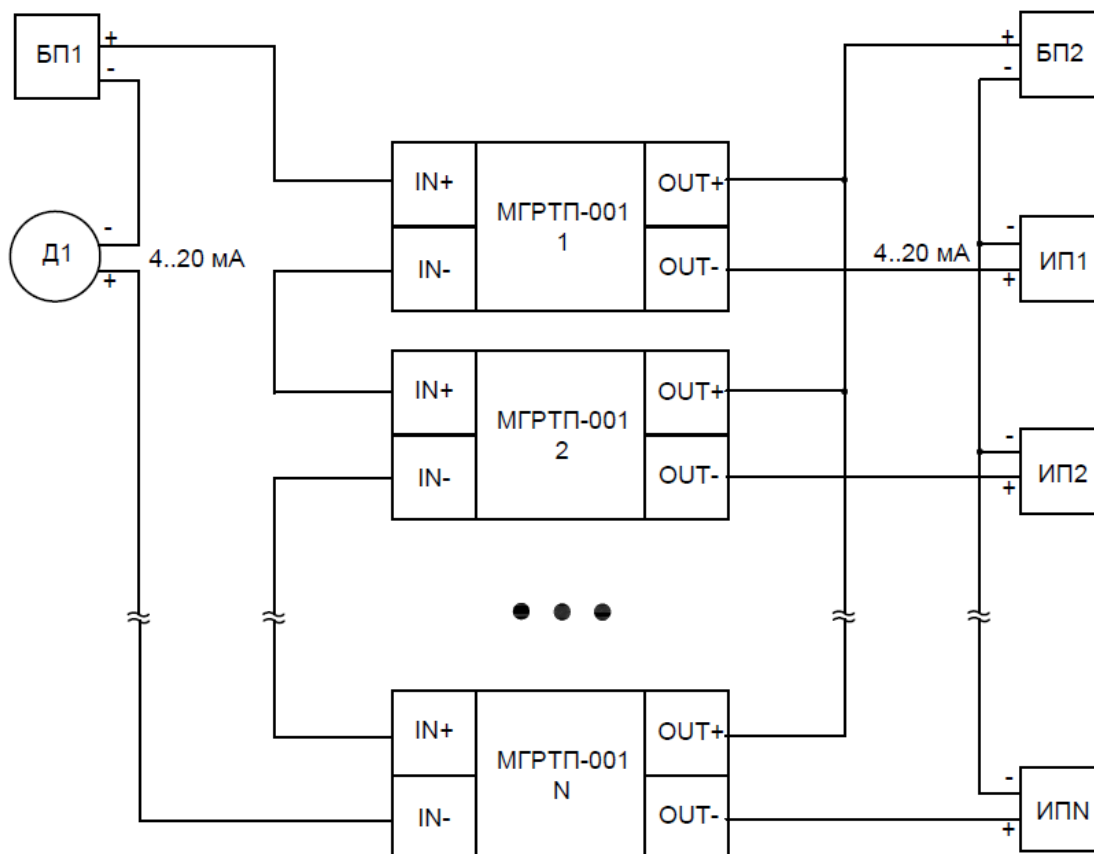 БП1
+
-
+
-
БП2
IN+
МГРТП-001
1
OUT+
IN-
OUT-
Д1
-
+
4..20 мА
4..20 мА
-
+
ИП1
IN+
МГРТП-001
2
OUT+
IN-
OUT-
-
+
ИП2
≈
≈
≈
≈
IN+
МГРТП-001
N
OUT+
IN-
OUT-
-
+
ИПN